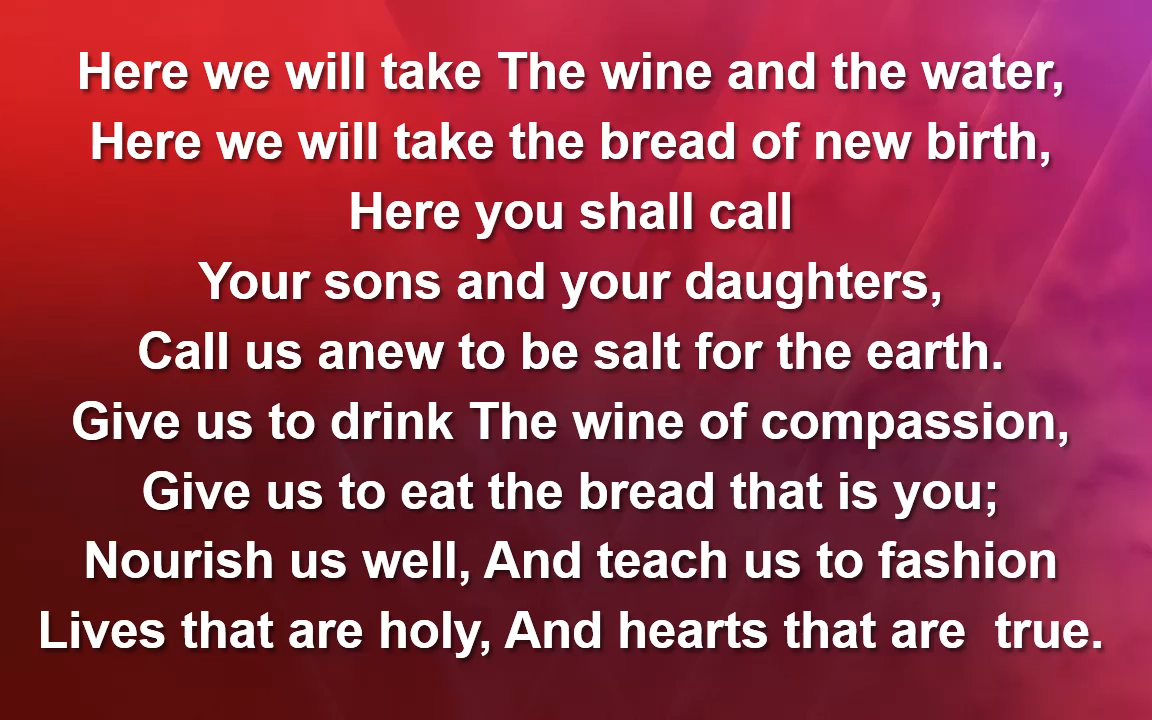 Here we will take The wine and the water,
Here we will take the bread of new birth,
Here you shall call
Your sons and your daughters,
Call us anew to be salt for the earth.
Give us to drink The wine of compassion,
Give us to eat the bread that is you;
Nourish us well, And teach us to fashion
Lives that are holy, And hearts that are  true.